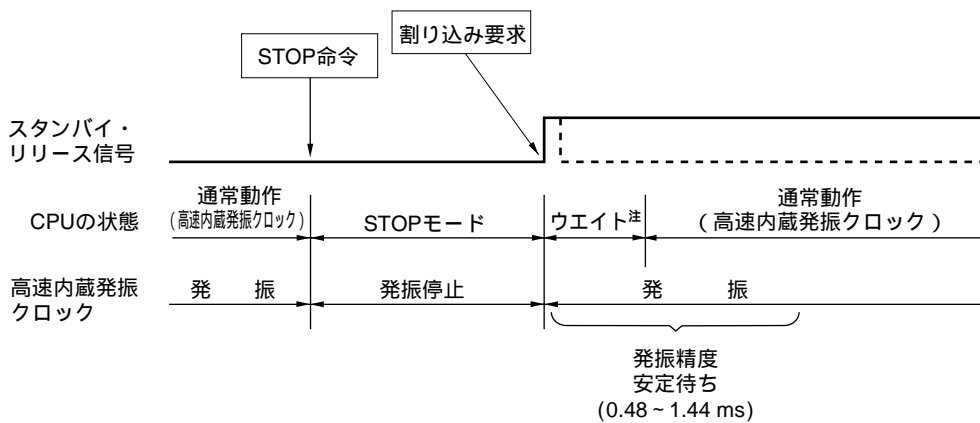 割り込み要求
STOP命令
スタンバイ・
リリース信号
CPUの状態
通常動作
(高速内蔵発振クロック)
STOPモード
ウエイト注
通常動作
(高速内蔵発振クロック)
高速内蔵発振
クロック
発 振
発振停止
発 振
発振精度
安定待ち
(0.48~1.44 ms)